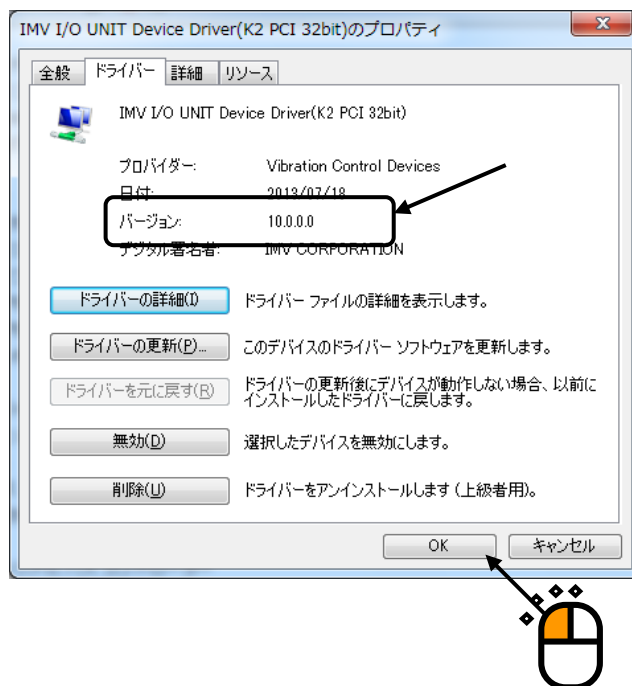 IMV I/O UNIT Device Driver(K2 PCI 32bit)のプロパティ
全般 ドライバー 詳細 リソース
IMV I/O UNIT Device Driver(K2 PCI 32bit)
プロバイダー: Vibration Control Devices
日付: 2013/07/18
バージョン: 10.0.0.0
デジタル署名者: IMV CORPORATION
ドライバーの詳細(I) ドライバー ファイルの詳細を表示します。
ドライバーの更新(P)... このデバイスのドライバー ソフトウェアを更新します。
ドライバーを元に戻す(R) ドライバーの更新後にデバイスが動作しない場合、以前に
インストールしたドライバーに戻します。
無効(D) 選択したデバイスを無効にします。
削除(U) ドライバーをアンインストールします (上級者用)。
OK キャンセル